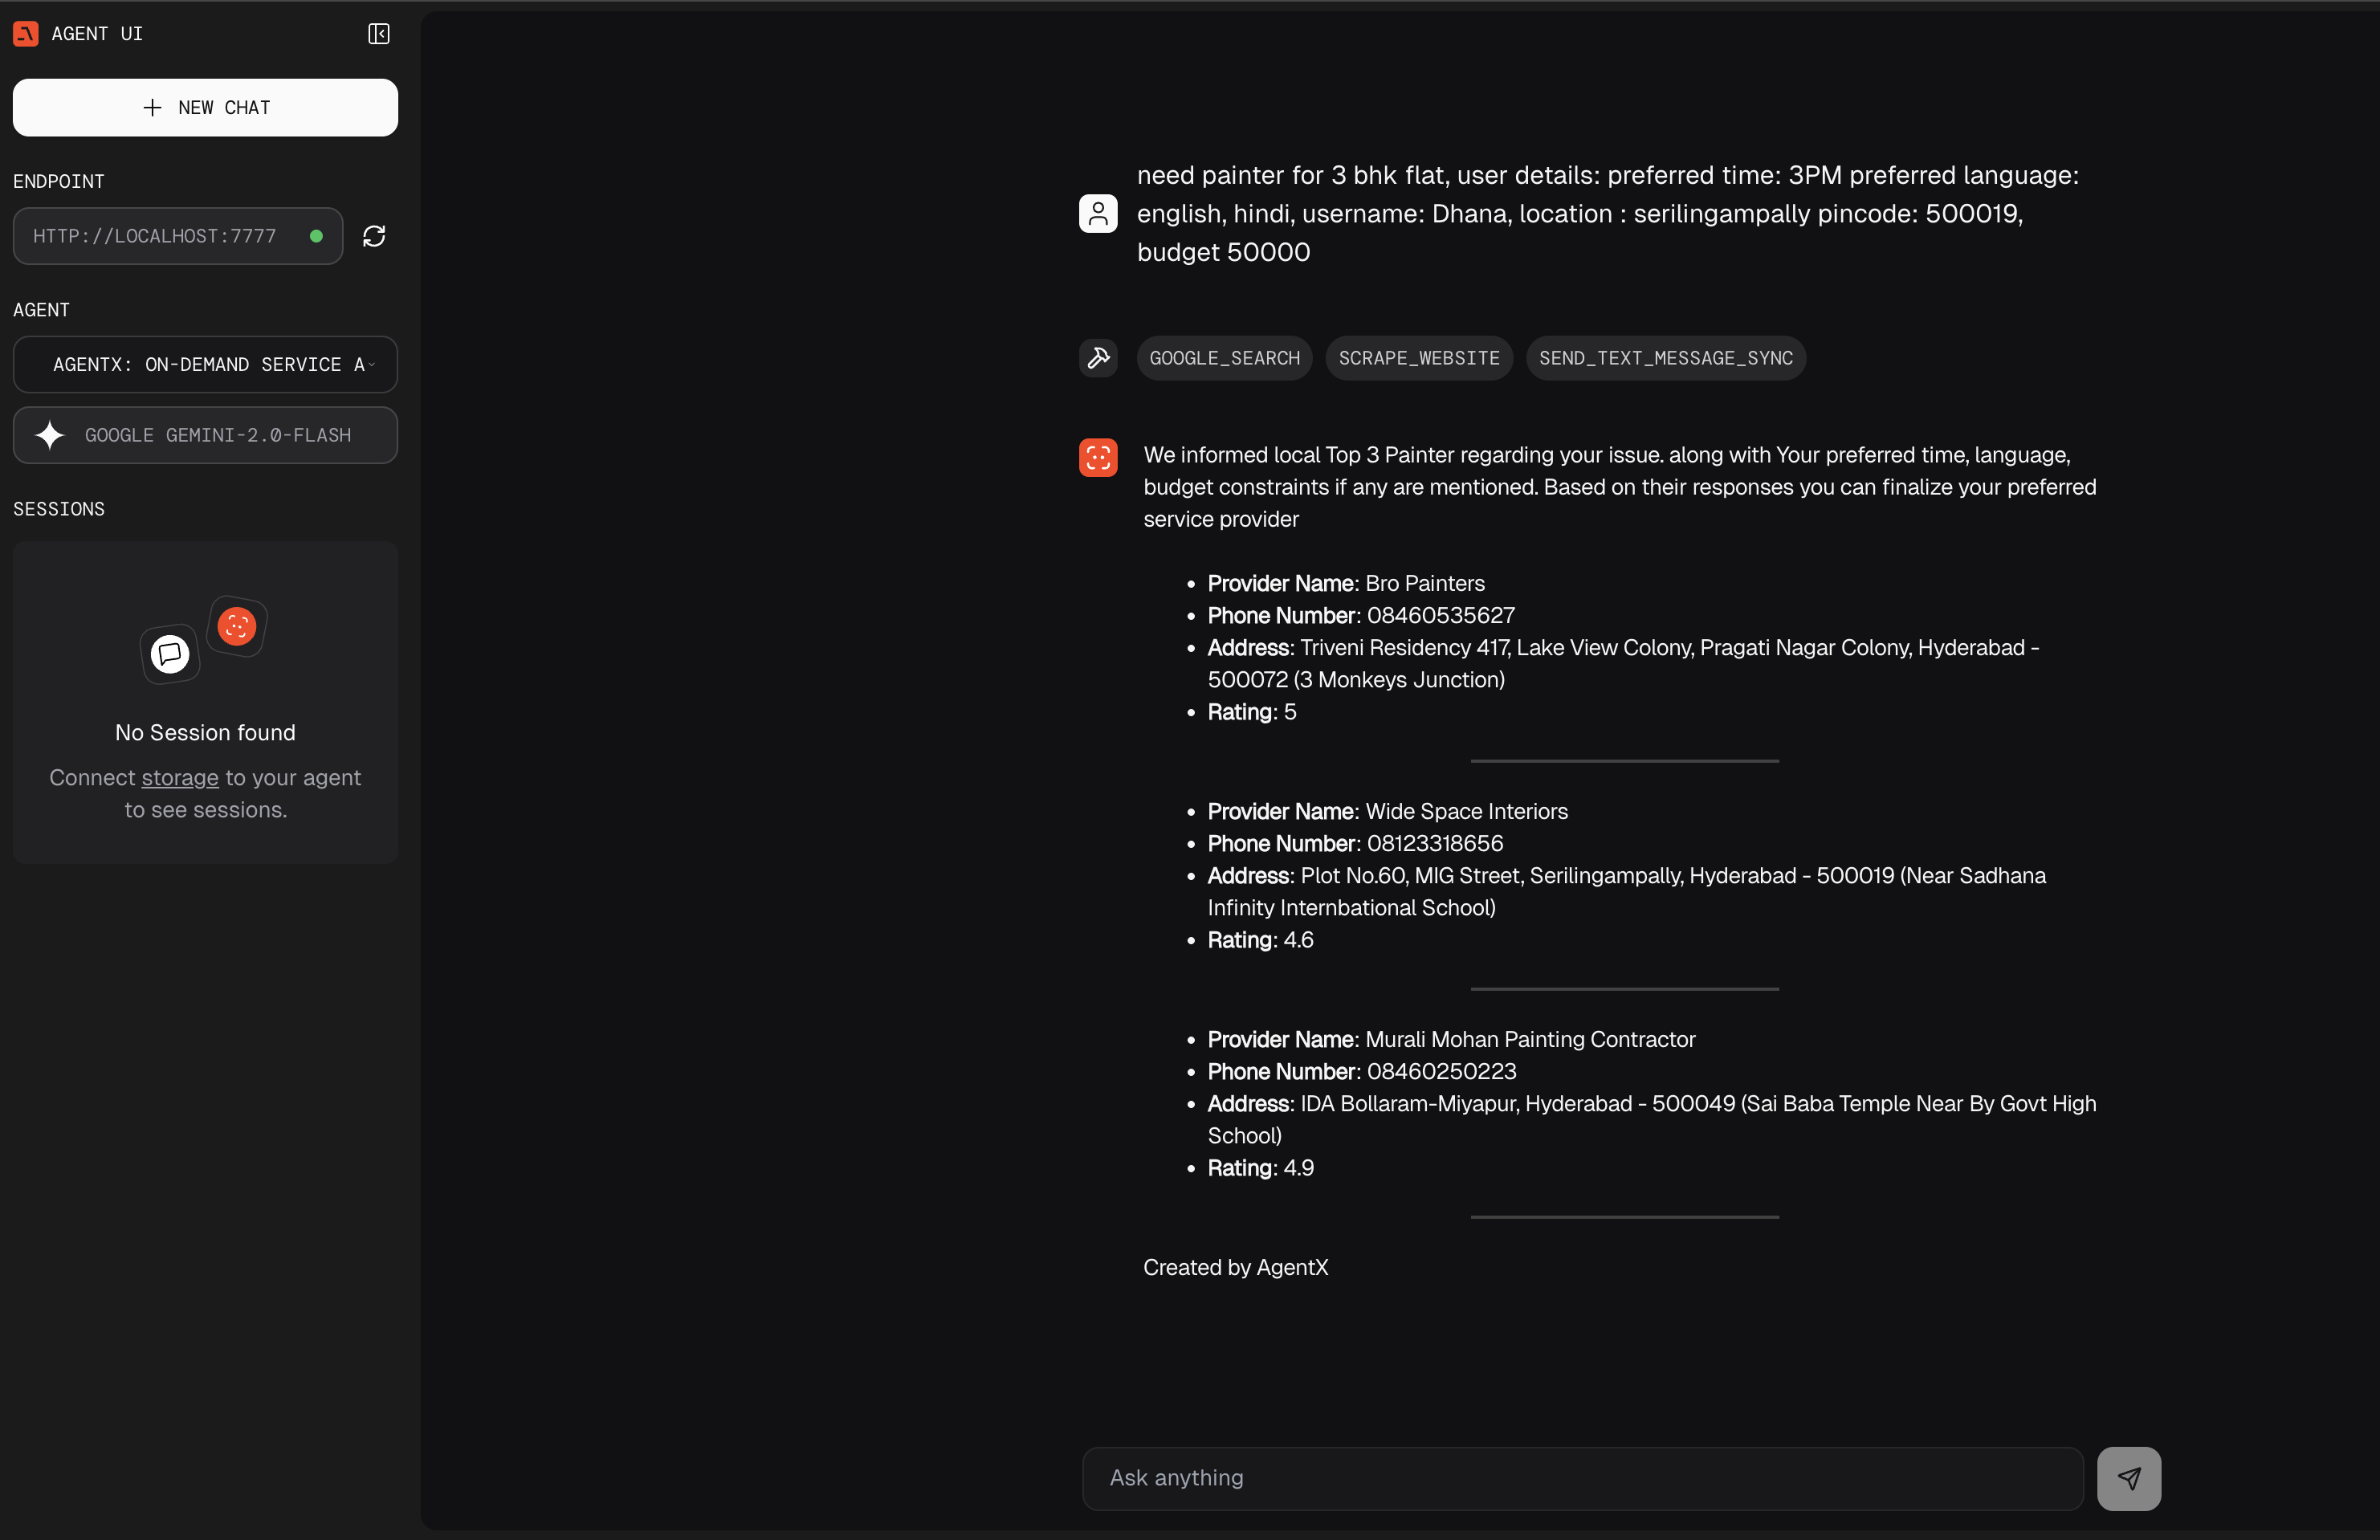 AGENT UI
NEW CHAT
ENDPOINT
HTTP://LOCALHOST:7777
AGENT
AGENTX: ON-DEMAND SERVICE A
GOOGLE GEMINI-2.0-FLASH
SESSIONS
No Session found
Connect storage to your agent
to see sessions.
need painter for 3 bhk flat, user details: preferred time: 3PM preferred language:
english, hindi, username: Dhana, location : serilingampally pincode: 500019,
budget 50000
GOOGLE_SEARCH SCRAPE_WEBSITE SEND_TEXT_MESSAGE_SYNC
We informed local Top 3 Painter regarding your issue. along with Your preferred time, language,
budget constraints if any are mentioned. Based on their responses you can finalize your preferred
service provider
• Provider Name: Bro Painters
• Phone Number: 08460535627
• Address: Triveni Residency 417, Lake View Colony, Pragati Nagar Colony, Hyderabad -
500072 (3 Monkeys Junction)
• Rating: 5
• Provider Name: Wide Space Interiors
• Phone Number: 08123318656
• Address: Plot No.60, MIG Street, Serilingampally, Hyderabad - 500019 (Near Sadhana
Infinity Internbational School)
• Rating: 4.6
• Provider Name: Murali Mohan Painting Contractor
• Phone Number: 08460250223
• Address: IDA Bollaram-Miyapur, Hyderabad - 500049 (Sai Baba Temple Near By Govt High
School)
• Rating: 4.9
Created by AgentX
Ask anything